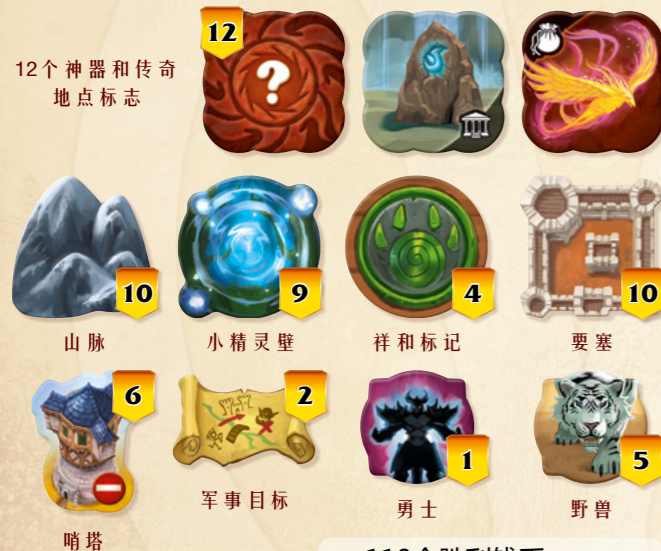 12个神器和传奇
地点标志
12
10
9
4
10
山脉
小精灵壁
祥和标记
要塞
6
2
1
5
哨塔
军事目标
勇士
野兽